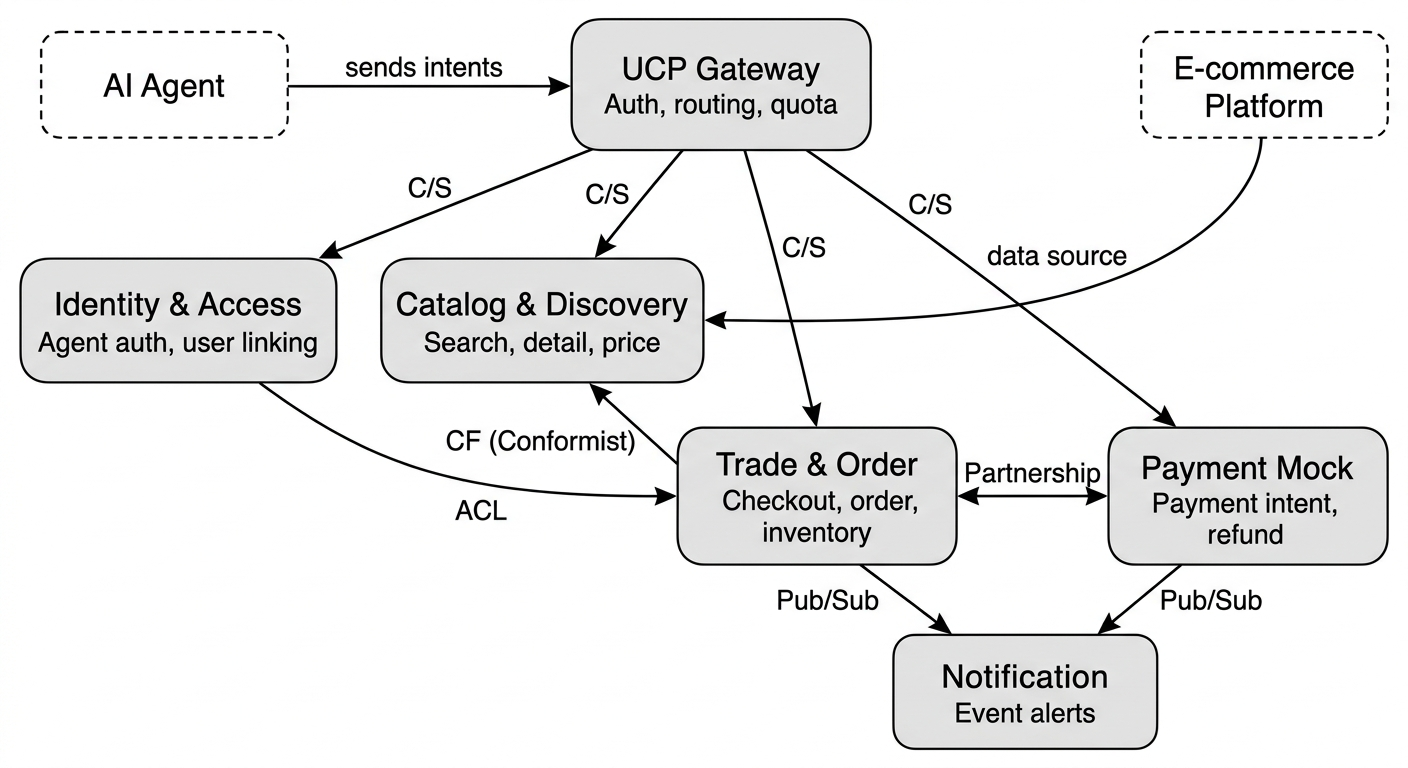 AI Agent
sends intents
UCP Gateway
Auth, routing, quota
E-commerce
Platform
C/S
C/S
C/S
C/S
data source
Identity & Access
Agent auth, user linking
Catalog & Discovery
Search, detail, price
CF (Conformist)
ACL
Trade & Order
Checkout, order,
inventory
Partnership
Payment Mock
Payment intent,
refund
Pub/Sub
Pub/Sub
Notification
Event alerts